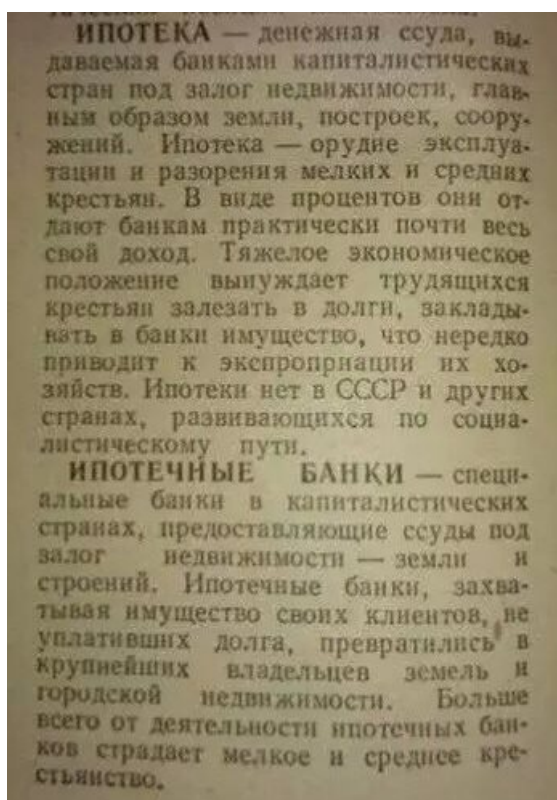 ИПОТЕКА — денежная ссуда, вы-
даваемая банками капиталистических
стран под залог недвижимости, глав-
ным образом земли, построек, соору-
жений. Ипотека — орудие эксплуа-
тации и разорения мелких и средних
крестьян. В виде процентов они от-
дают банкам практически почти весь
свой доход. Тяжелое экономическое
положение вынуждает трудящихся
крестьян залезать в долги, заклады-
вать в банки имущество, что нередко
приводит к экспроприации их хо-
зяйств. Ипотеки нет в СССР и других
странах, развивающихся по социа-
листическому пути.
ИПОТЕЧНЫЕ БАНКИ — специ-
альные банки в капиталистических
странах, предоставляющие ссуды под
залог недвижимости — земли и
строений. Ипотечные банки, захва-
тывая имущество своих клиентов, не
уплативших долга, превратились в
крупнейших владельцев земель и
городской недвижимости. Больше
всего от деятельности ипотечных бан-
ков страдает мелкое и среднее кре-
стьянство.